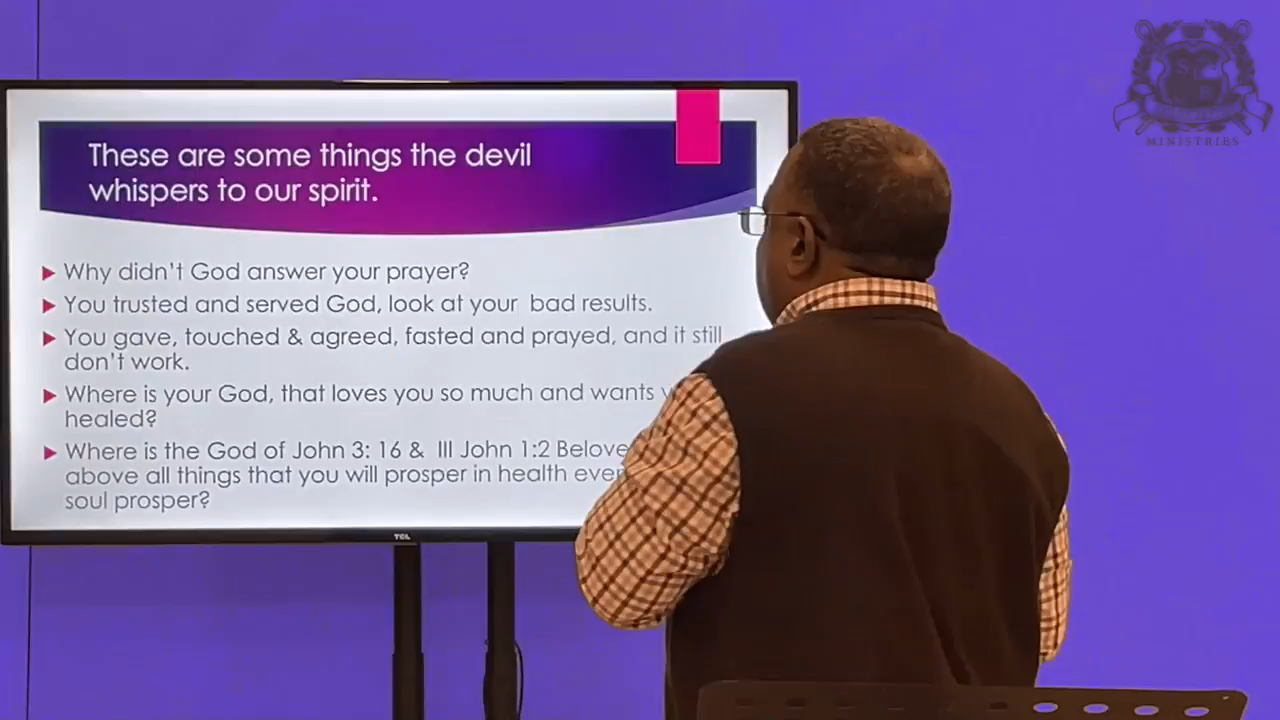 These are some things the devil
whispers to our spirit.
Why didn't God answer your prayer?
You trusted and served God, look at your bad results.
You gave, touched & agreed, fasted and prayed, and it still
don't work.
Where is your God, that loves you so much and wants
healed?
Where is the God of John 3: 16 & III John 1:2
above all things that you will prosper in health
soul prosper?
TCL
MINISTRIES